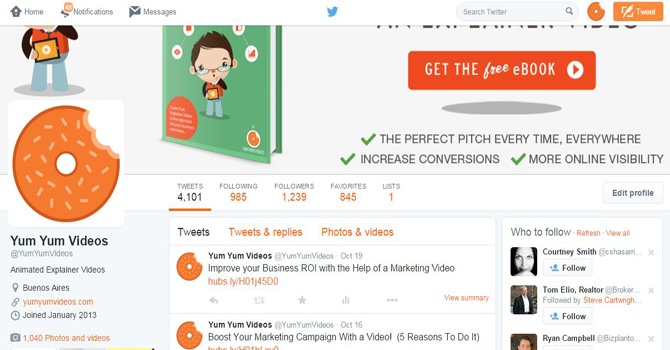 Home
Notifications
Messages
Search Twitter
Tweet
AN EXPLAINER VIDEO
GET THE free eBOOK
THE PERFECT PITCH EVERY TIME, EVERYWHERE
INCREASE CONVERSIONS
MORE ONLINE VISIBILITY
TWEETS
4,101
FOLLOWING
985
FOLLOWERS
1,239
FAVORITES
845
LISTS
1
Edit profile
Yum Yum Videos
@YumYumVideos
Animated Explainer Videos
Buenos Aires
yumyumvideos.com
Joined January 2013
1,040 Photos and videos
Tweets
Tweets & replies
Photos & videos
Yum Yum Videos @YumYumVideos · Oct 19
Improve your Business ROI with the Help of a Marketing Video
hubs.ly/H01j45D0
View summary
Yum Yum Videos @YumYumVideos · Oct 16
Boost Your Marketing Campaign With a Video! (5 Reasons To Do It)
Who to follow · Refresh · View all
Courtney Smith @cshasarri...
Follow
Tom Elio, Realtor @Broker...
Followed by Steve Cartwrigh...
Follow
Ryan Campbell @Bizplanto...
Follow